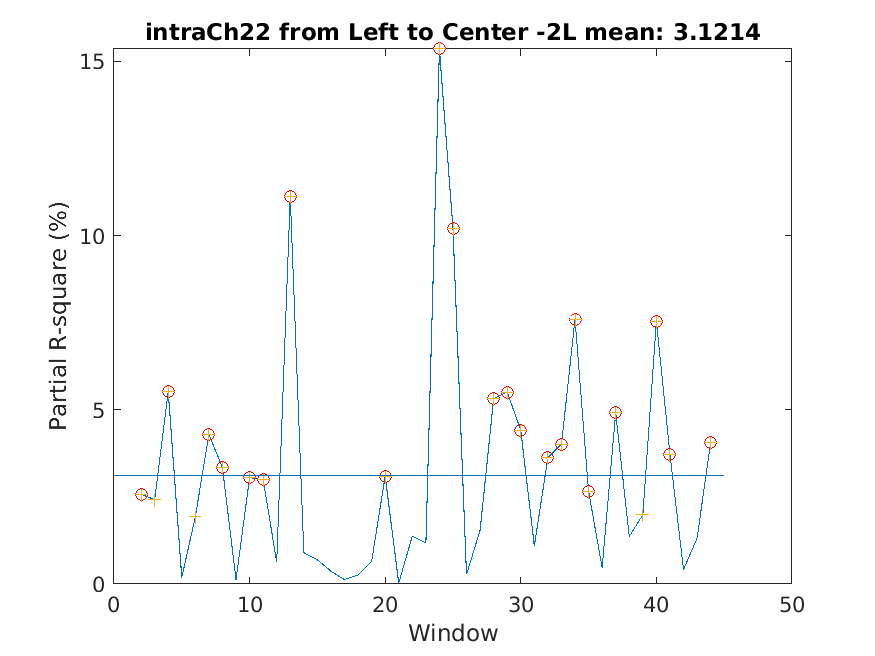 intraCh22 from Left to Center -2L mean: 3.1214
15
10
5
0
Partial R-square (%)
0 10 20 30 40 50
Window